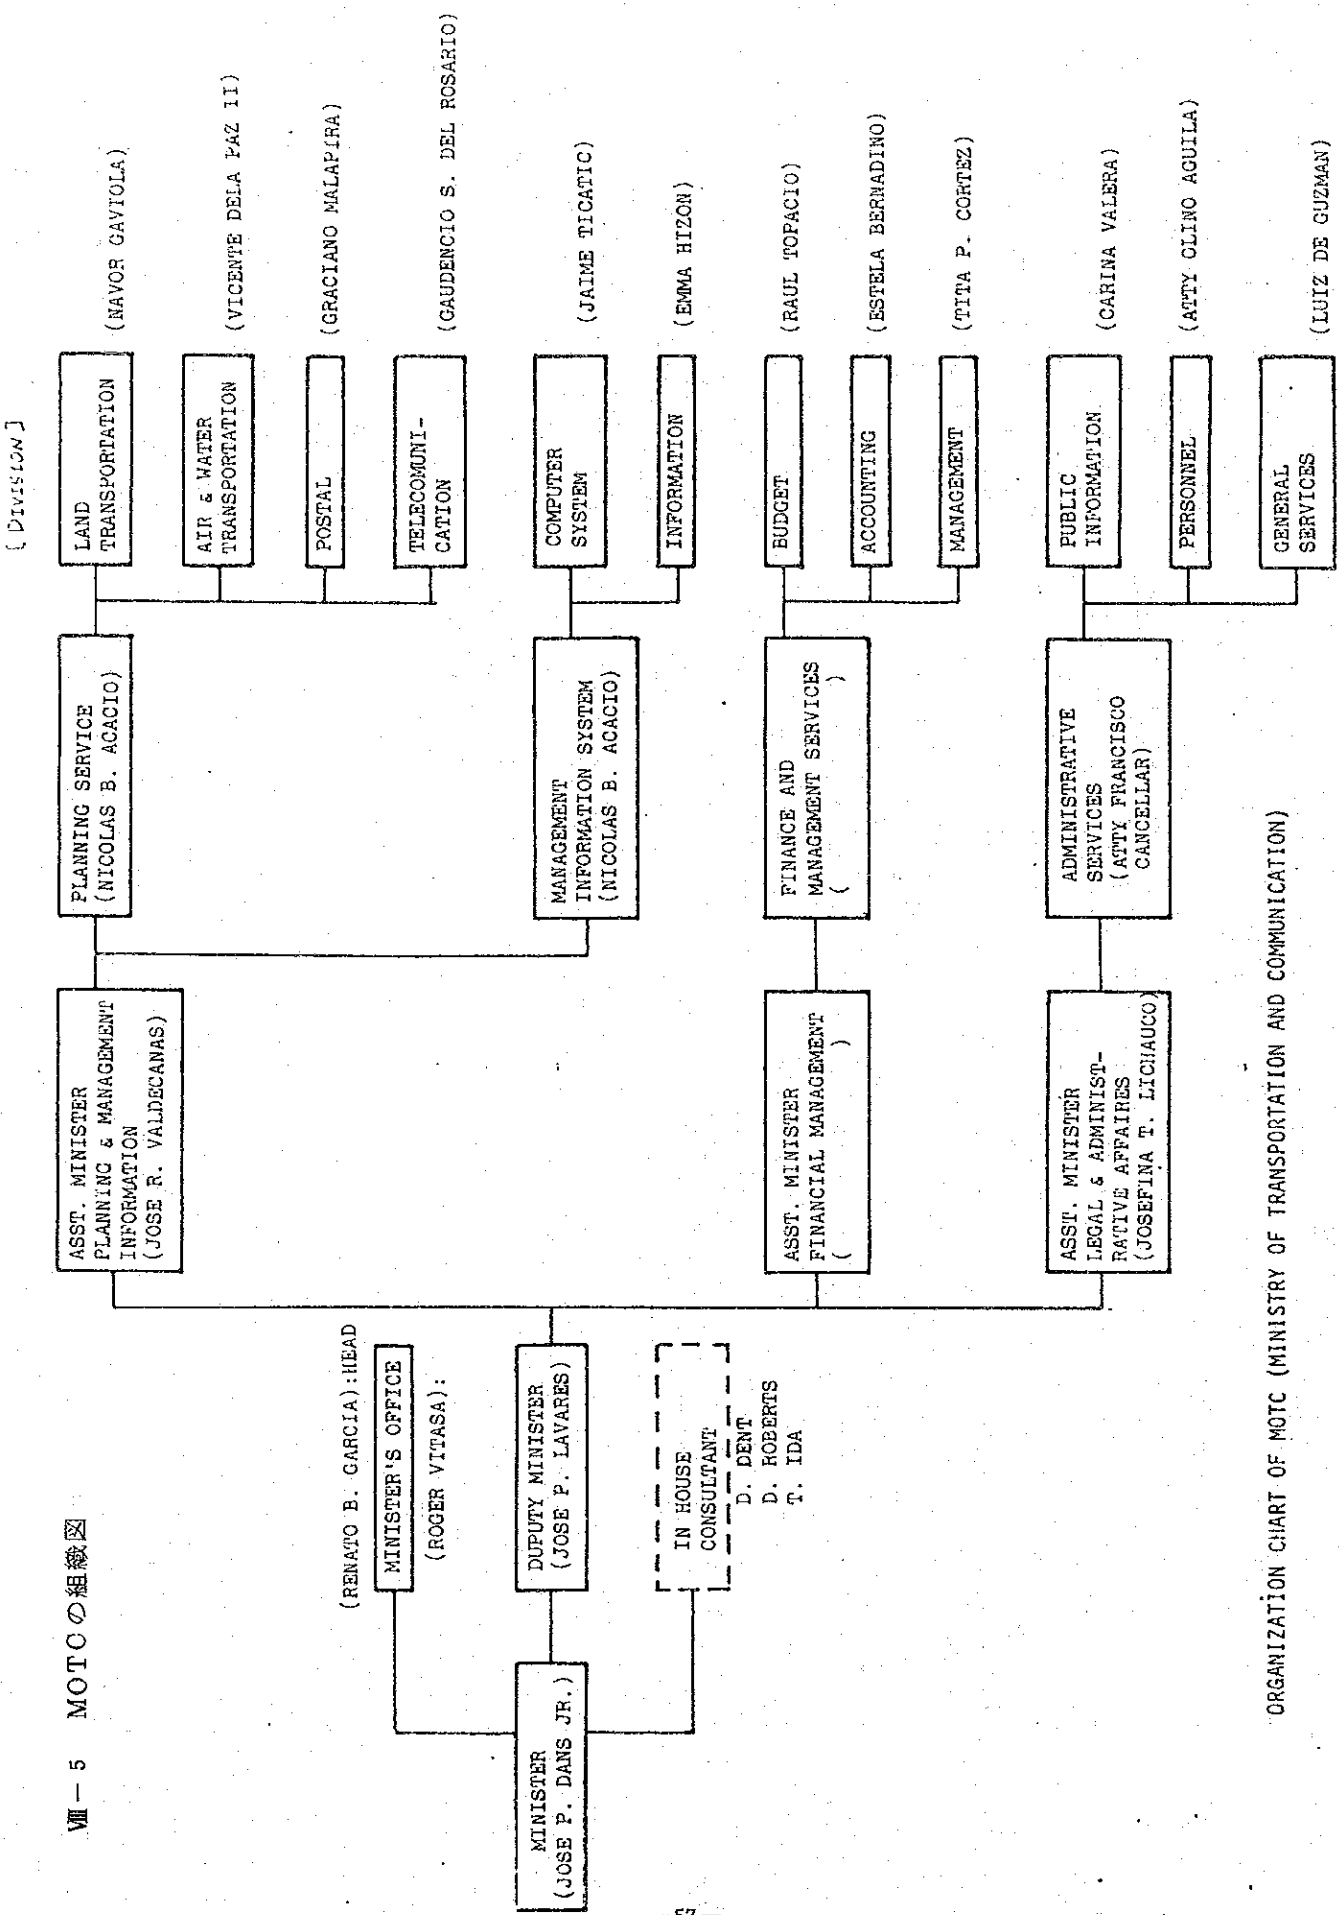 Ⅷ－5 MOTCの組織図
[DIVISION]
MINISTER
(JOSE P. DANS JR.)
(RENATO B. GARCIA):HEAD
MINISTER'S OFFICE
(ROGER VITASA):
DUPUTY MINISTER
(JOSE P. LAVARES)
IN HOUSE
CONSULTANT
D. DENT
D. ROBERTS
T. IDA
ASST. MINISTER
PLANNING & MANAGEMENT
INFORMATION
(JOSE R. VALDECANAS)
PLANNING SERVICE
(NICOLAS B. ACACIO)
LAND
TRANSPORTATION
(NAVOR GAVIOLA)
AIR & WATER
TRANSPORTATION
(VICENTE DELA PAZ II)
POSTAL
(GRACIANO MALAPIRA)
TELECOMUNI-
CATION
(GAUDENCIO S. DEL ROSARIO)
MANAGEMENT
INFORMATION SYSTEM
(NICOLAS B. ACACIO)
COMPUTER
SYSTEM
(JAIME TICATIC)
INFORMATION
(EMMA HIZON)
ASST. MINISTER
FINANCIAL MANAGEMENT
( )
FINANCE AND
MANAGEMENT SERVICES
( )
BUDGET
(RAUL TOPACIO)
ACCOUNTING
(ESTELA BERNADINO)
MANAGEMENT
(TITA P. CORTEZ)
ASST. MINISTER
LEGAL & ADMINIST-
RATIVE AFFAIRES
(JOSEFINA T. LICHAUCO)
ADMINISTRATIVE
SERVICES
(ATTY FRANCISCO
CANCELLAR)
PUBLIC
INFORMATION
(CARINA VALERA)
PERSONNEL
(ATTY OLINO AGUILA)
GENERAL
SERVICES
(LUIZ DE GUZMAN)
ORGANIZATION CHART OF MOTC (MINISTRY OF TRANSPORTATION AND COMMUNICATION)